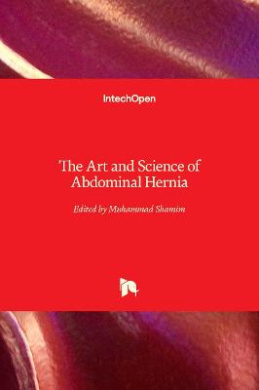 IntechOpen
The Art and Science of
Abdominal Hernia
Edited by Muhammad Shamim